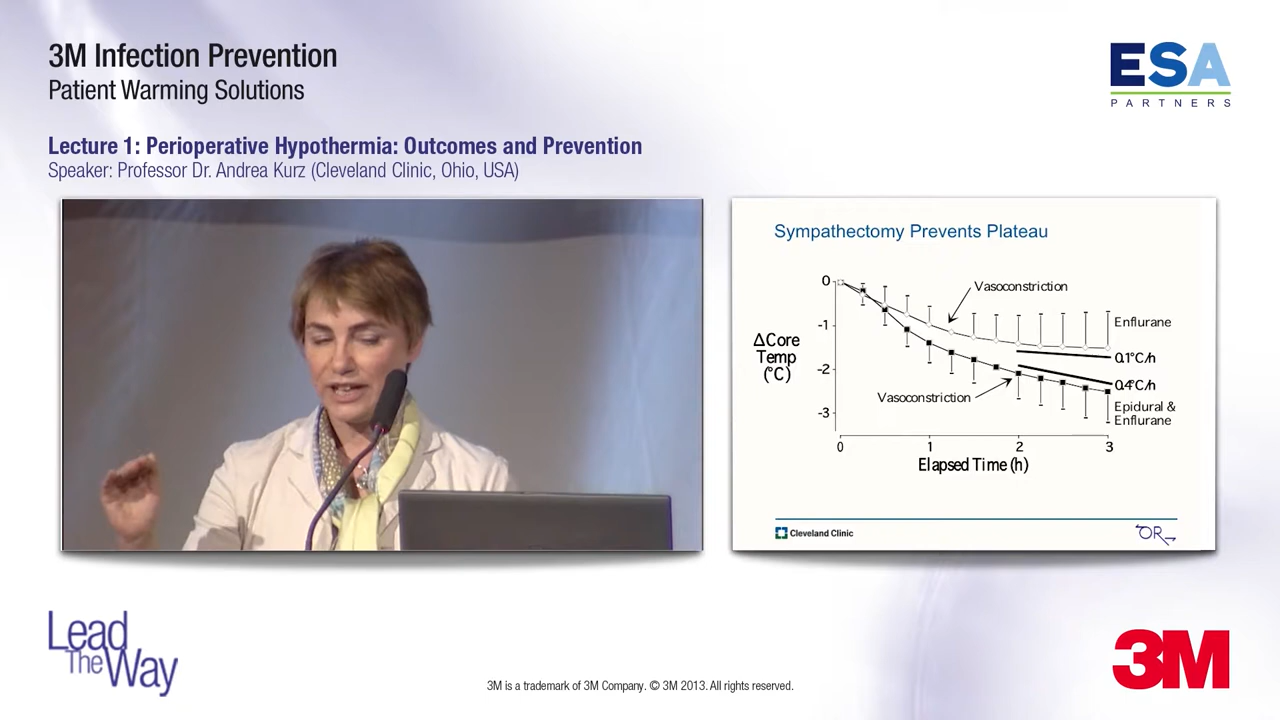 3M Infection Prevention
Patient Warming Solutions
ESA
PARTNERS
Lecture 1: Perioperative Hypothermia: Outcomes and Prevention
Speaker: Professor Dr. Andrea Kurz (Cleveland Clinic, Ohio, USA)
Sympathectomy Prevents Plateau
0
Vasoconstriction
-1
Enflurane
ΔCore
Temp
(°C)
0.1°C/h
-2
0.4°C/h
Vasoconstriction
Epidural &
Enflurane
-3
0 1 2 3
Elapsed Time (h)
Cleveland Clinic
OR
Lead
The Way
3M
3M is a trademark of 3M Company. © 3M 2013. All rights reserved.